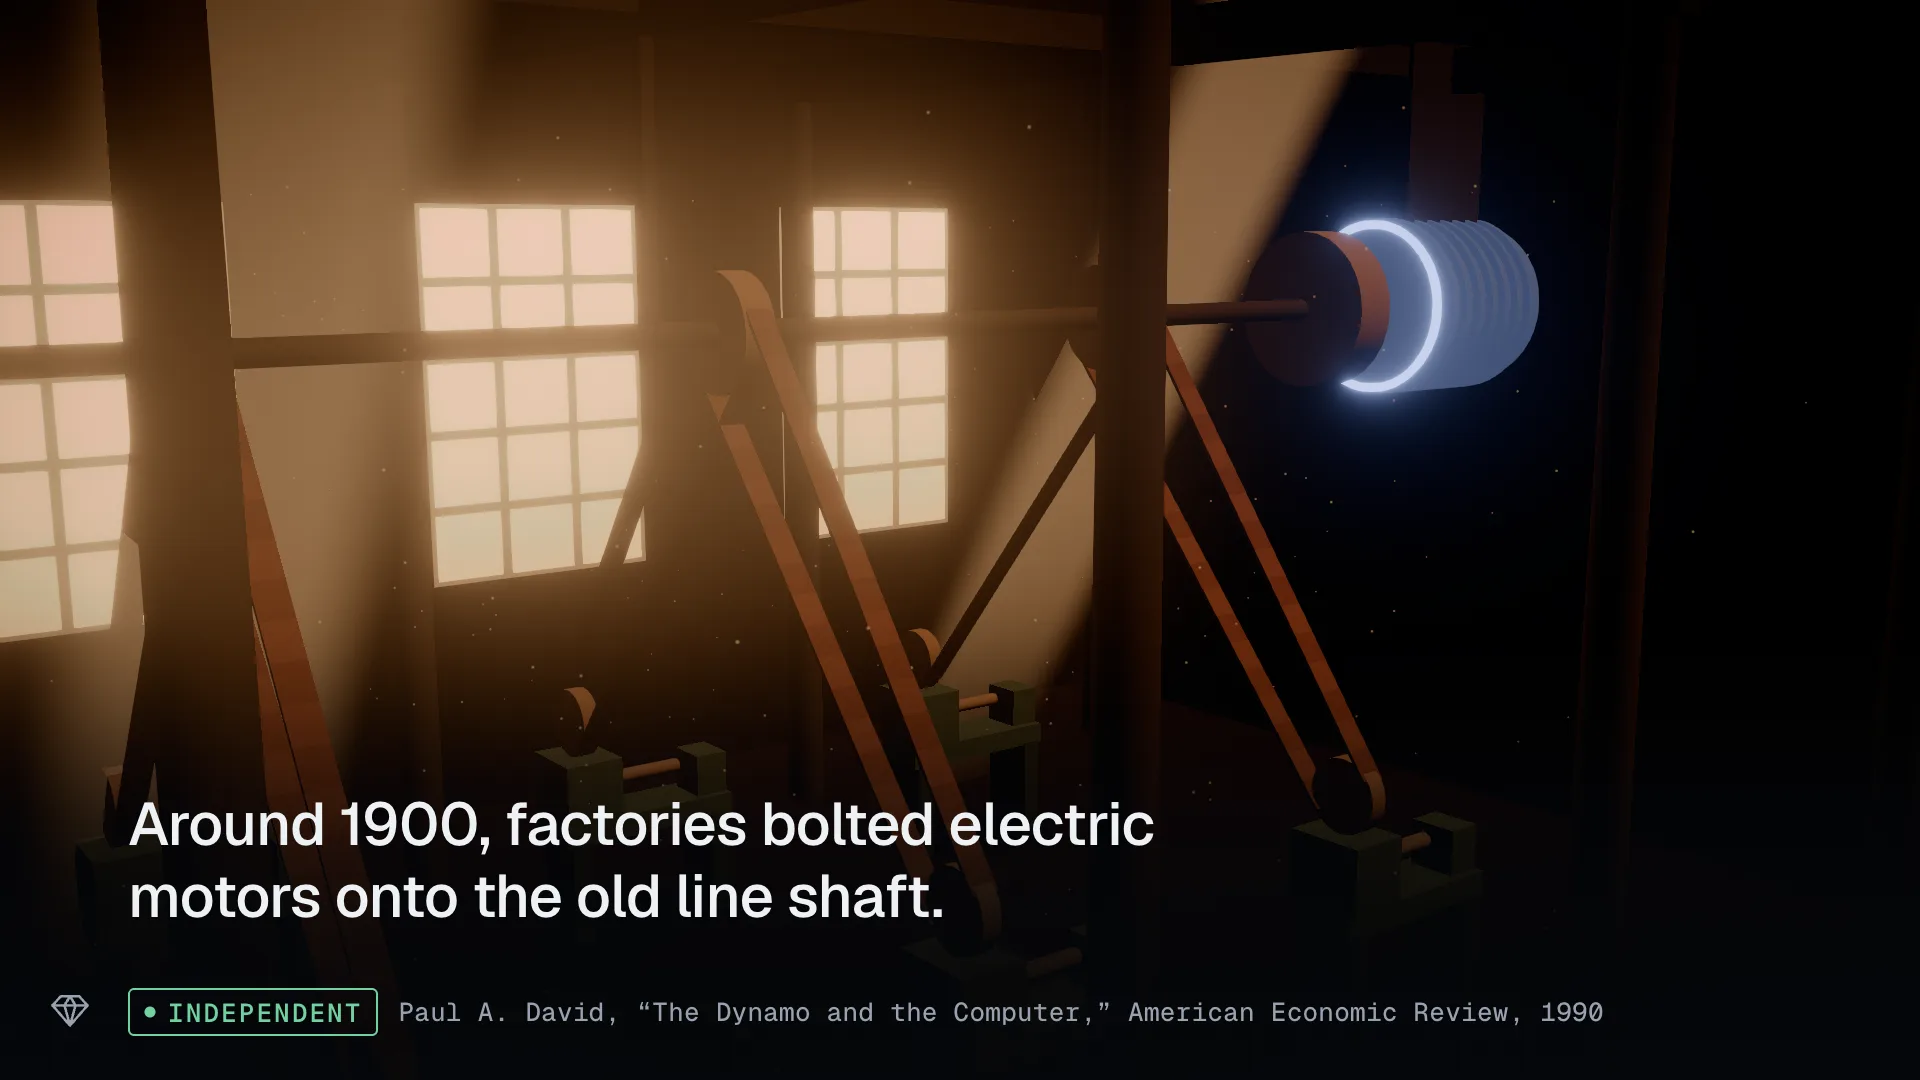 Around 1900, factories bolted electric
motors onto the old line shaft.
INDEPENDENT Paul A. David, “The Dynamo and the Computer,” American Economic Review, 1990